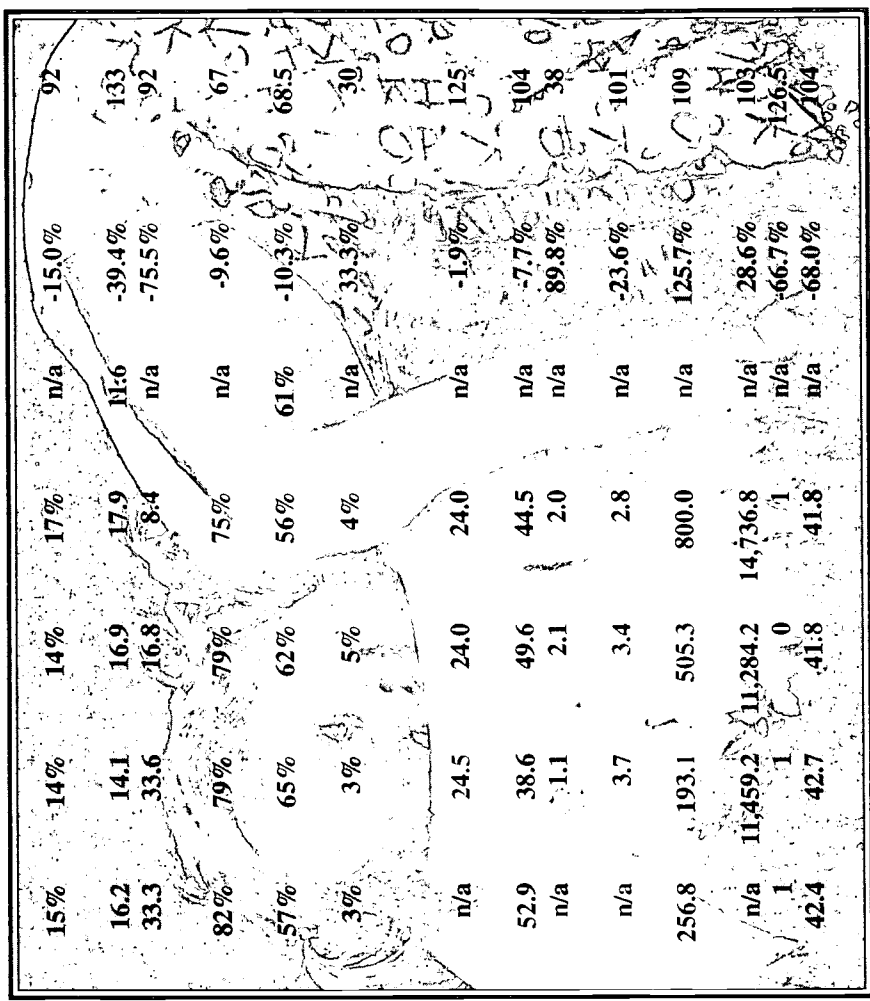 15% 14% 14% 17% n/a -15.0% 92
16.2 14.1 16.9 17.9 11.6 -39.4% 133
33.3 33.6 16.8 8.4 n/a -75.5% 92
82% 79% 79% 75% n/a -9.6% 67
57% 65% 62% 56% 61% -10.3% 68.5
3% 3% 5% 4% n/a 33.3% 30
n/a 24.5 24.0 24.0 n/a -1.9% 125
52.9 38.6 49.6 44.5 n/a -7.7% 104
n/a 1.1 2.1 2.0 n/a 89.8% 38
n/a 3.7 3.4 2.8 n/a -23.6% 101
256.8 193.1 505.3 800.0 n/a 125.7% 109
n/a 11,459.2 11,284.2 14,736.8 n/a 28.6% 103
1 1 0 1 n/a -66.7% 126.5
42.4 42.7 41.8 41.8 n/a -68.0% 104